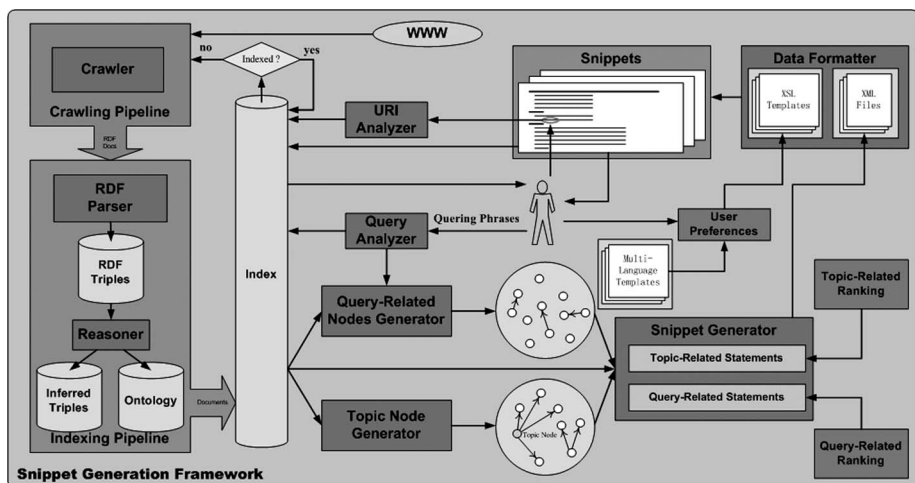 WWW
no
yes
Indexed ?
Crawler
Crawling Pipeline
RDF
Docs
RDF
Parser
RDF
Triples
Reasoner
Inferred
Triples
Ontology
Indexing Pipeline
Documents
Index
URI
Analyzer
Snippets
Data Formatter
XSL
Templates
XML
Files
Quering Phrases
Query
Analyzer
User
Preferences
Multi-
Language
Templates
Query-Related
Nodes Generator
Topic Node
Generator
Topic Node
Snippet Generator
Topic-Related Statements
Query-Related Statements
Topic-Related
Ranking
Query-Related
Ranking
Snippet Generation Framework